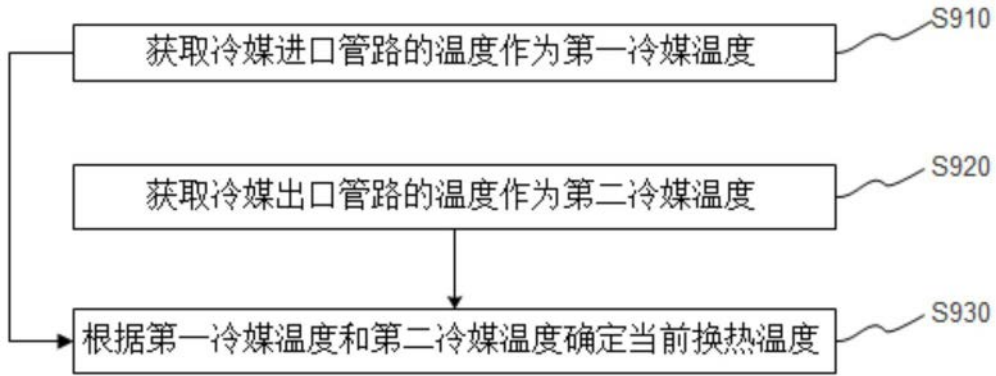 获取冷媒进口管路的温度作为第一冷媒温度
S910
获取冷媒出口管路的温度作为第二冷媒温度
S920
根据第一冷媒温度和第二冷媒温度确定当前换热温度
S930